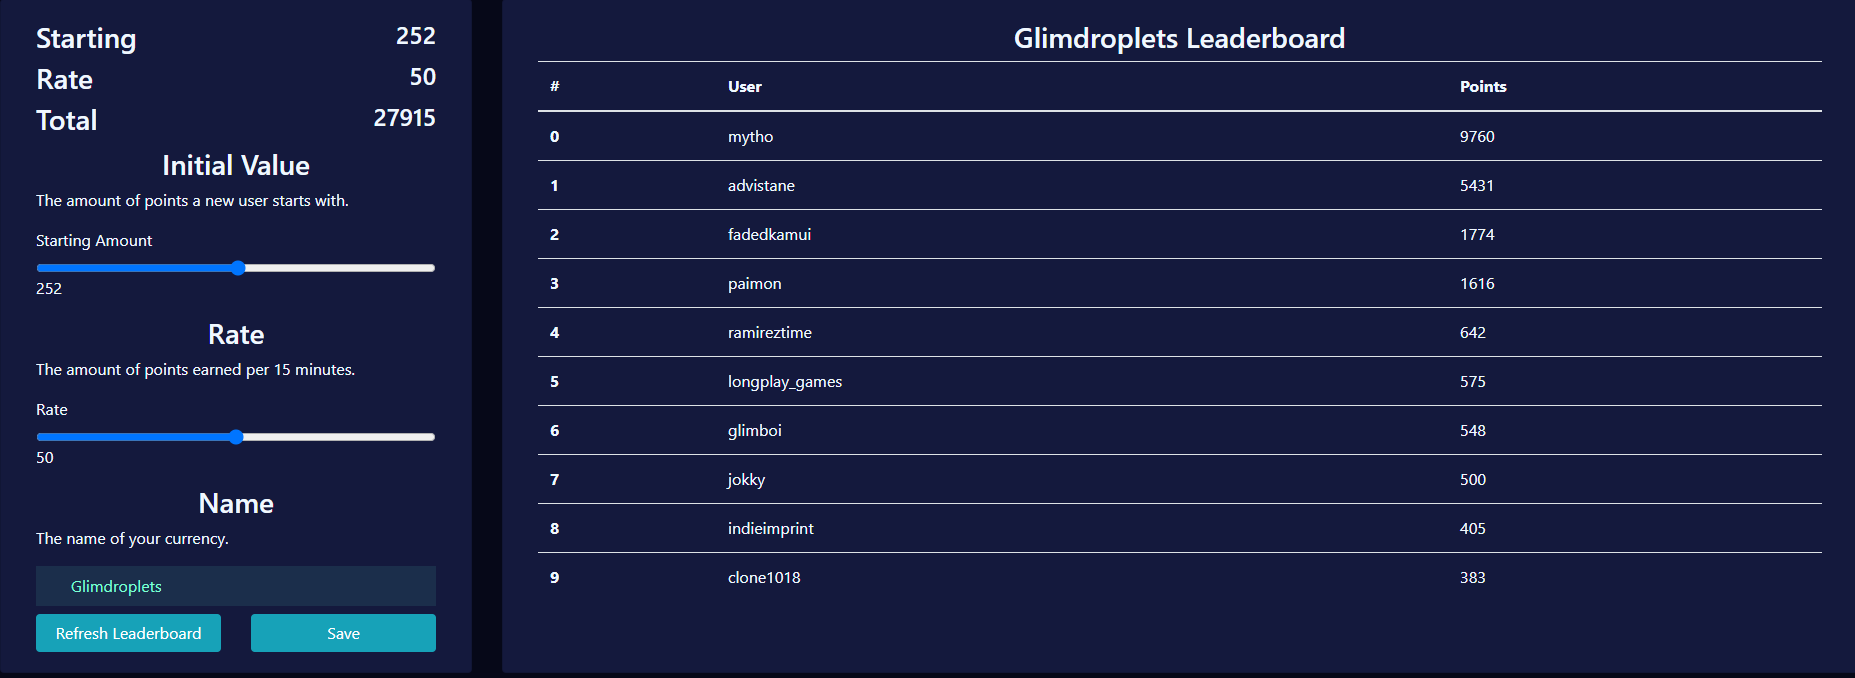 Starting 252
Rate 50
Total 27915
Initial Value
The amount of points a new user starts with.
Starting Amount
252
Rate
The amount of points earned per 15 minutes.
Rate
50
Name
The name of your currency.
Glimdroplets
Refresh Leaderboard Save
Glimdroplets Leaderboard
# User Points
0 mytho 9760
1 advistane 5431
2 fadedkamui 1774
3 paimon 1616
4 ramireztime 642
5 longplay_games 575
6 glimboi 548
7 jokky 500
8 indieimprint 405
9 clone1018 383